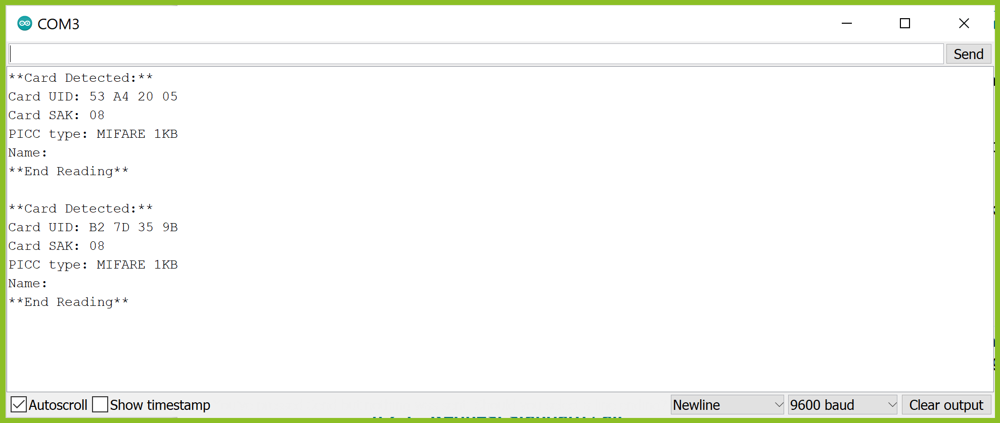 COM3
Send
**Card Detected:**
Card UID: 53 A4 20 05
Card SAK: 08
PICC type: MIFARE 1KB
Name:
**End Reading**
**Card Detected:**
Card UID: B2 7D 35 9B
Card SAK: 08
PICC type: MIFARE 1KB
Name:
**End Reading**
Autoscroll Show timestamp Newline 9600 baud Clear output